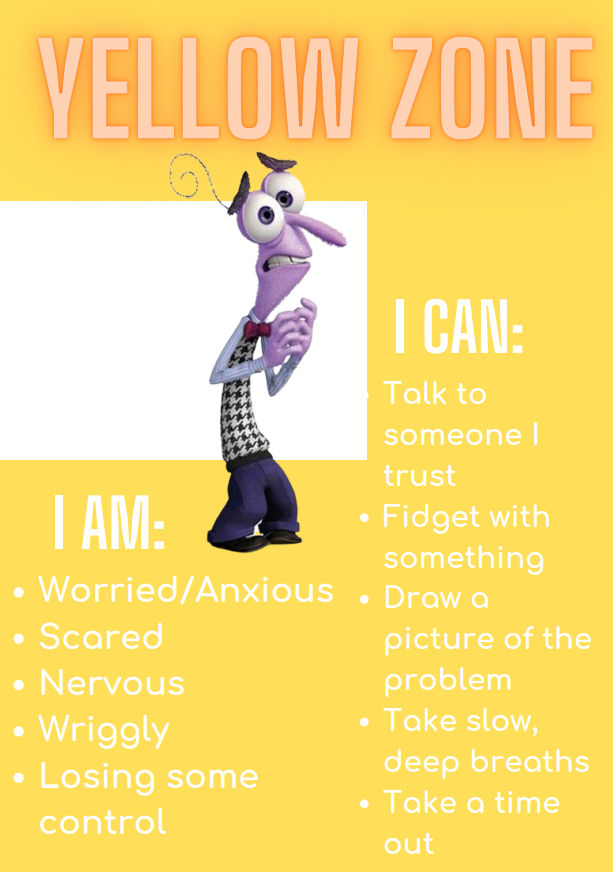 YELLOW ZONE
I AM:
• Worried/Anxious
• Scared
• Nervous
• Wriggly
• Losing some
control
I CAN:
• Talk to
someone I
trust
• Fidget with
something
• Draw a
picture of the
problem
• Take slow,
deep breaths
• Take a time
out